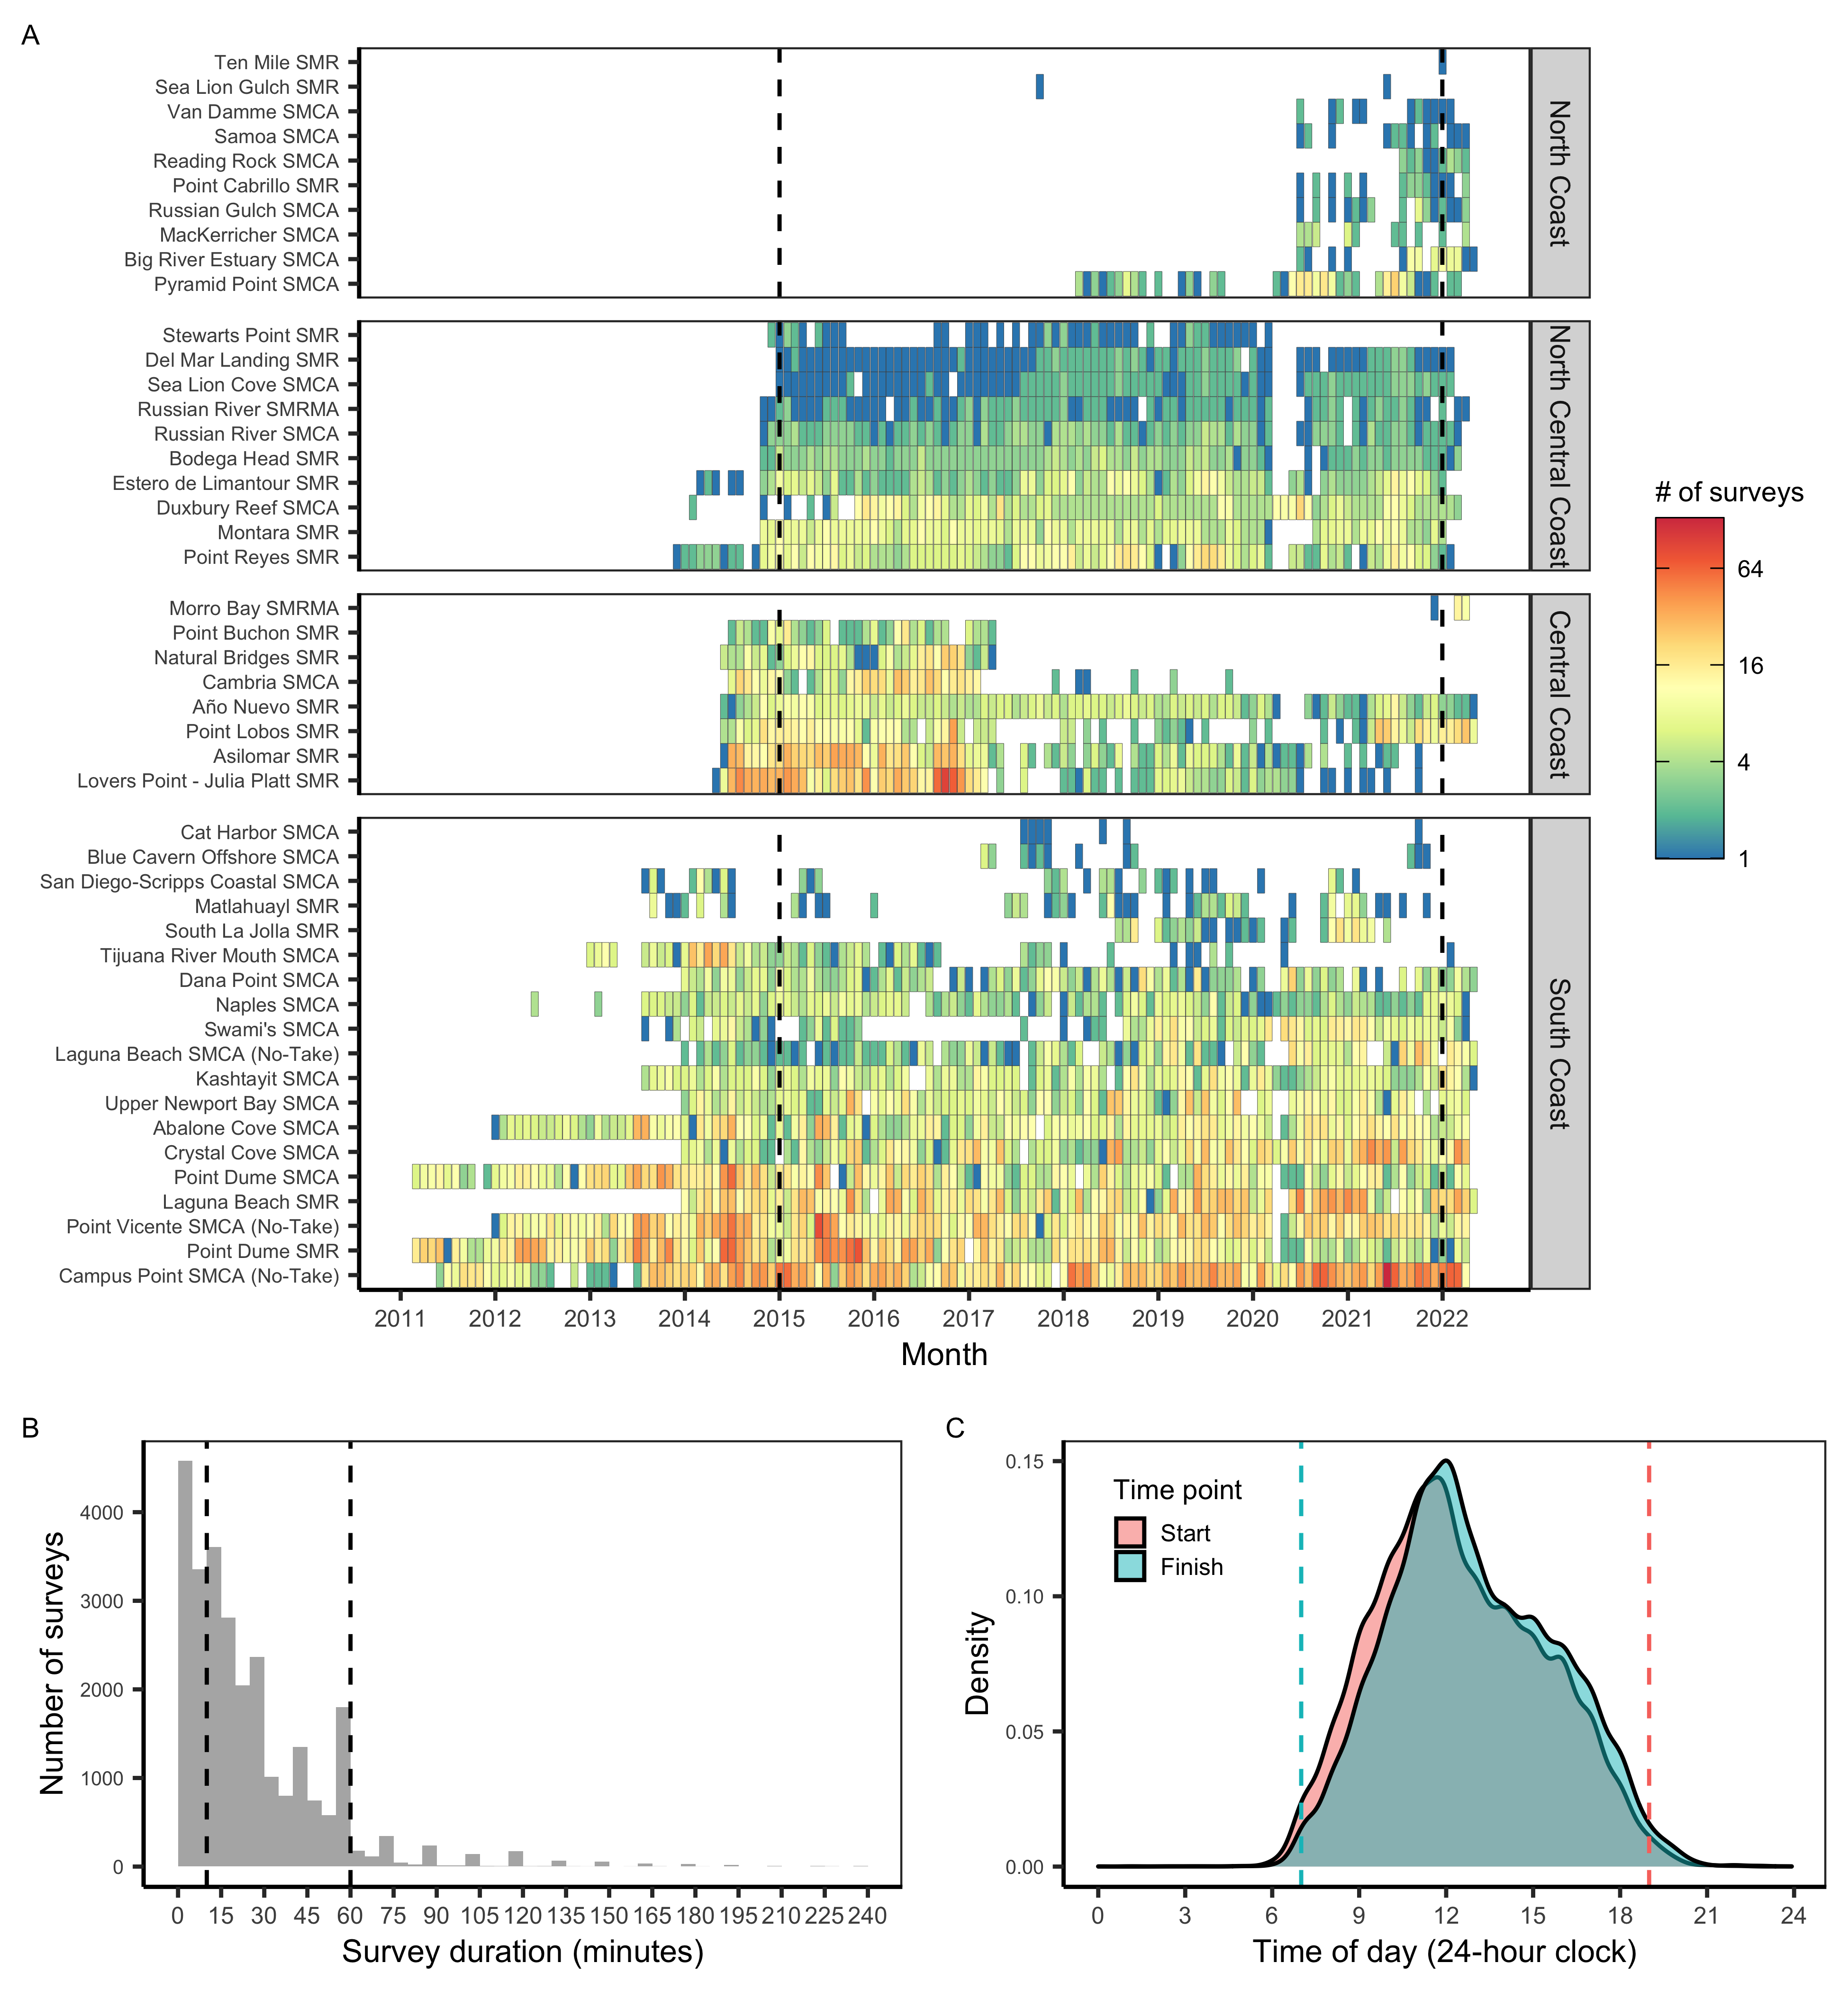 A
Ten Mile SMR
Sea Lion Gulch SMR
Van Damme SMCA
Samoa SMCA
Reading Rock SMCA
Point Cabrillo SMR
Russian Gulch SMCA
MacKerricher SMCA
Big River Estuary SMCA
Pyramid Point SMCA
North Coast
Stewarts Point SMR
Del Mar Landing SMR
Sea Lion Cove SMCA
Russian River SMRMA
Russian River SMCA
Bodega Head SMR
Estero de Limantour SMR
Duxbury Reef SMCA
Montara SMR
Point Reyes SMR
North Central Coast
Morro Bay SMRMA
Point Buchon SMR
Natural Bridges SMR
Cambria SMCA
Año Nuevo SMR
Point Lobos SMR
Asilomar SMR
Lovers Point - Julia Platt SMR
Central Coast
Cat Harbor SMCA
Blue Cavern Offshore SMCA
San Diego-Scripps Coastal SMCA
Matlahuayl SMR
South La Jolla SMR
Tijuana River Mouth SMCA
Dana Point SMCA
Naples SMCA
Swami's SMCA
Laguna Beach SMCA (No-Take)
Kashtayit SMCA
Upper Newport Bay SMCA
Abalone Cove SMCA
Crystal Cove SMCA
Point Dume SMCA
Laguna Beach SMR
Point Vicente SMCA (No-Take)
Point Dume SMR
Campus Point SMCA (No-Take)
South Coast
2011 2012 2013 2014 2015 2016 2017 2018 2019 2020 2021 2022
Month
# of surveys
64
16
4
1
B
Number of surveys
4000
3000
2000
1000
0
0 15 30 45 60 75 90 105 120 135 150 165 180 195 210 225 240
Survey duration (minutes)
C
Density
0.15
0.10
0.05
0.00
Time point
Start
Finish
0 3 6 9 12 15 18 21 24
Time of day (24-hour clock)